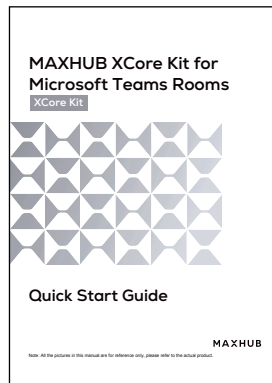 MAXHUB XCore Kit for
Microsoft Teams Rooms
XCore Kit
Quick Start Guide
MAXHUB
Note: All the pictures in this manual are for reference only, please refer to the actual product.